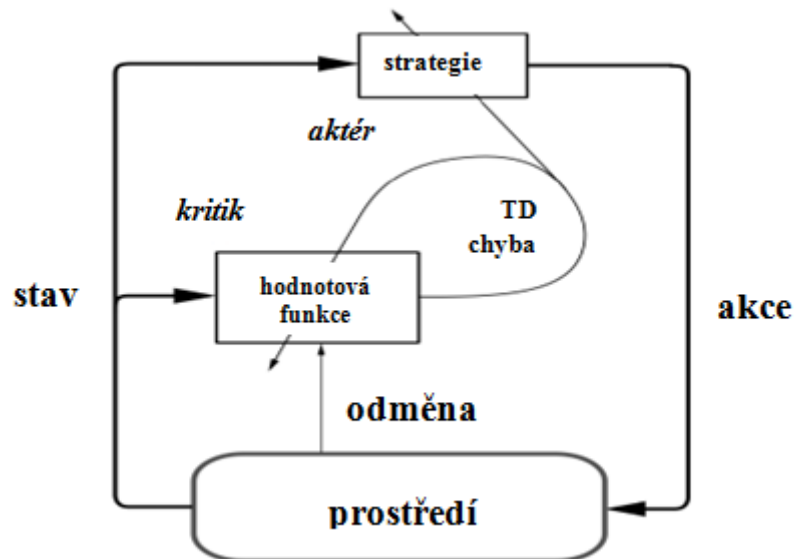 strategie
aktér
kritik
TD
chyba
hodnotová
funkce
stav
akce
odměna
prostředí